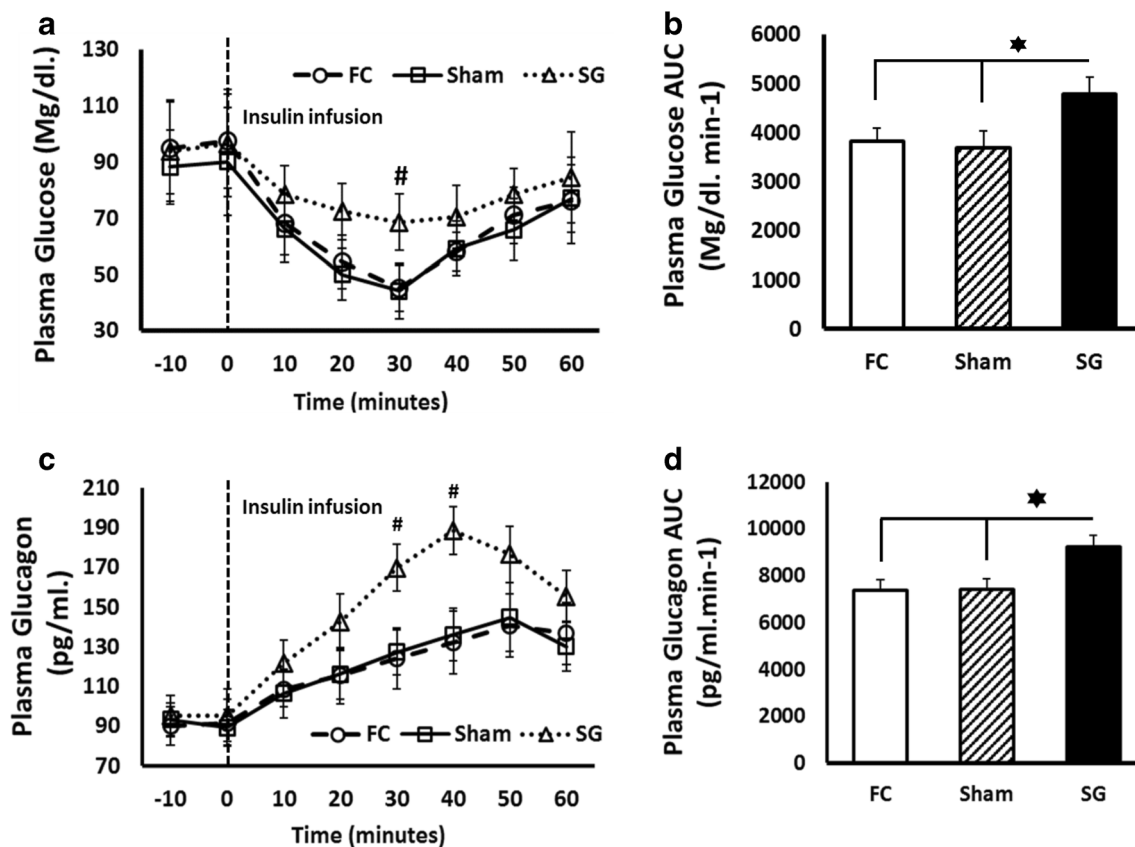 a
Plasma Glucose (Mg/dl.)
130
110
90
70
50
30
FC Sham SG
Insulin infusion
#
-10 0 10 20 30 40 50 60
Time (minutes)
b
Plasma Glucose AUC
(Mg/dl. min-1)
6000
5000
4000
3000
2000
1000
0
FC Sham SG
c
Plasma Glucagon
(pg/ml.)
210
190
170
150
130
110
90
70
Insulin infusion
# #
FC Sham SG
-10 0 10 20 30 40 50 60
Time (minutes)
d
Plasma Glucagon AUC
(pg/ml.min-1)
12000
10000
8000
6000
4000
2000
0
FC Sham SG